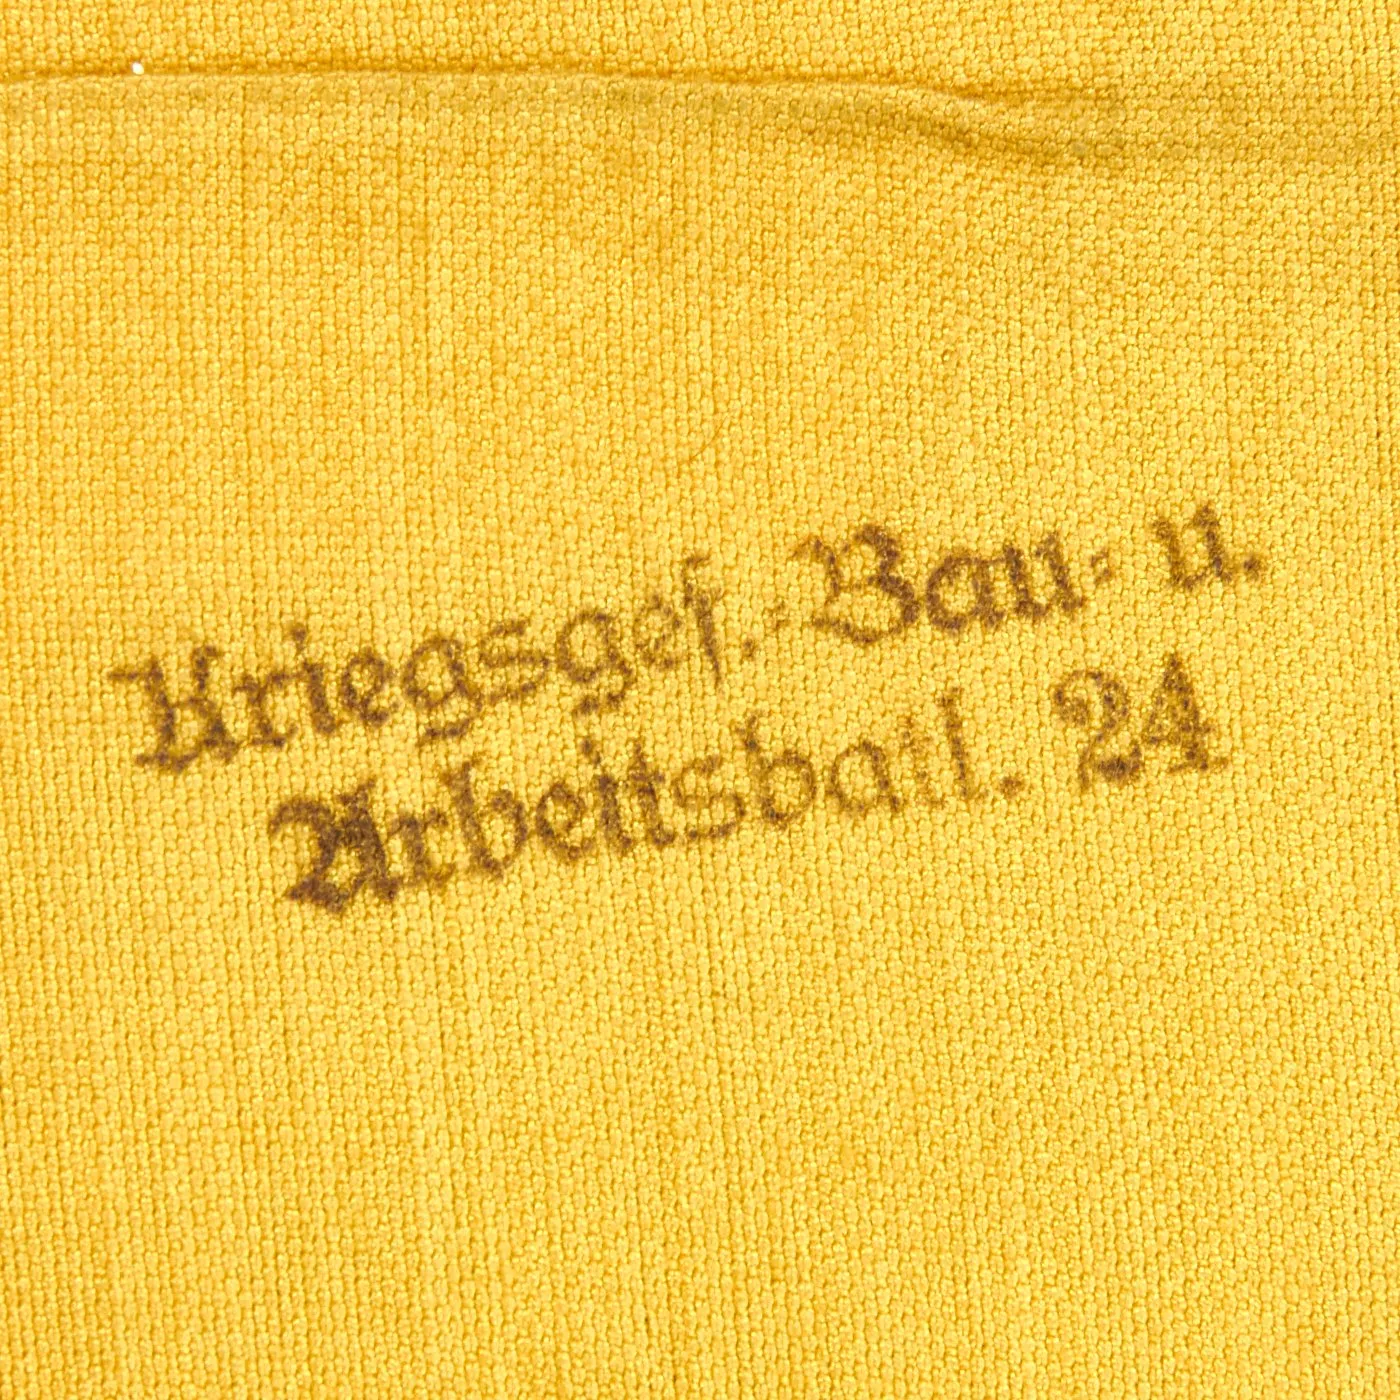 Kriegsgef.-Bau- u.
Arbeitsbatl. 24